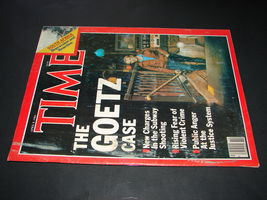 TIME
THE
GOETZ
CASE
New Charges
In the Subway
Shooting
Rising Fear of
Violent Crime
Public Anger
At the
Justice System